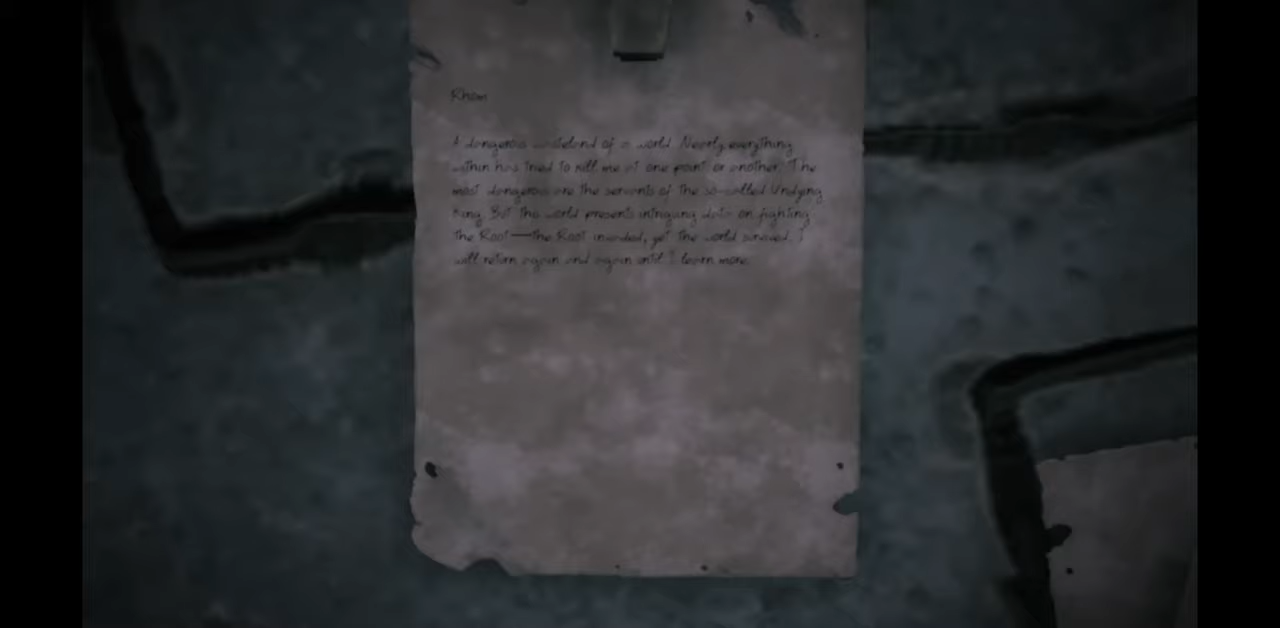 Rhom
A dangerous wasteland of a world. Nearly everything
within has tried to kill me at one point or another. The
most dangerous are the servants of the so-called Undying
King. But the world presents intriguing data on fighting
the Root—the Root invaded, yet the world survived. I
will return again and again until I learn more.